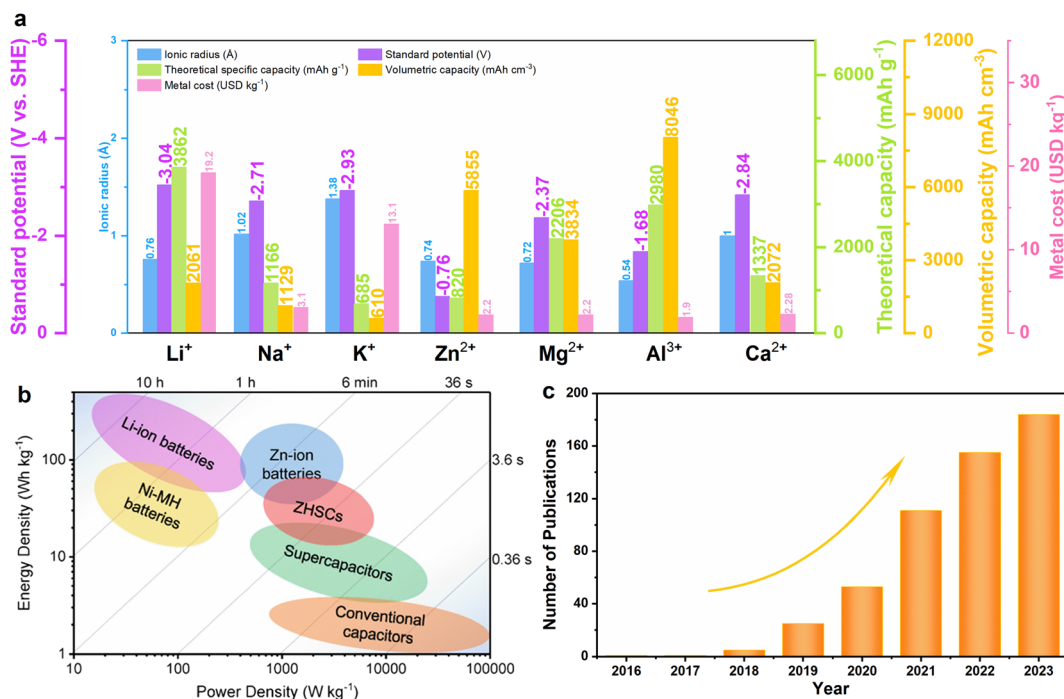 a
Standard potential (V vs. SHE)
-6
-4
-2
0
Ionic radius (Å)
3
2
1
0
Ionic radius (Å)
Standard potential (V)
Theoretical specific capacity (mAh g⁻¹)
Volumetric capacity (mAh cm⁻³)
Metal cost (USD kg⁻¹)
0.76
-3.04
3862
2061
19.2
1.02
-2.71
1166
1129
3.1
1.38
-2.93
685
610
13.1
0.74
-0.76
820
5855
2.2
0.72
-2.37
2206
3834
2.2
0.54
-1.68
2980
8046
1.9
1
-2.84
1337
2072
2.28
Li⁺
Na⁺
K⁺
Zn²⁺
Mg²⁺
Al³⁺
Ca²⁺
6000
4000
2000
0
Theoretical capacity (mAh g⁻¹)
12000
9000
6000
3000
0
Volumetric capacity (mAh cm⁻³)
35
30
25
20
15
10
5
0
Metal cost (USD kg⁻¹)
b
10 h
1 h
6 min
36 s
3.6 s
0.36 s
Energy Density (Wh kg⁻¹)
100
10
1
Li-ion batteries
Ni-MH
batteries
Zn-ion
batteries
ZHSCs
Supercapacitors
Conventional
capacitors
10
100
1000
10000
100000
Power Density (W kg⁻¹)
c
Number of Publications
200
160
120
80
40
0
2016
2017
2018
2019
2020
2021
2022
2023
Year